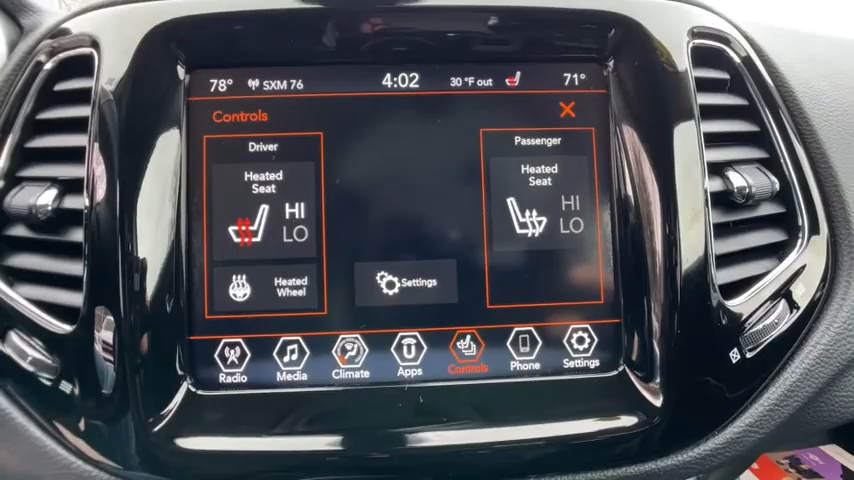 78° SXM 76 4:02 30°F out 71°
Controls X
Driver
Heated
Seat
HI
LO
Heated
Wheel
Settings
Passenger
Heated
Seat
HI
LO
Radio Media Climate Apps Controls Phone Settings